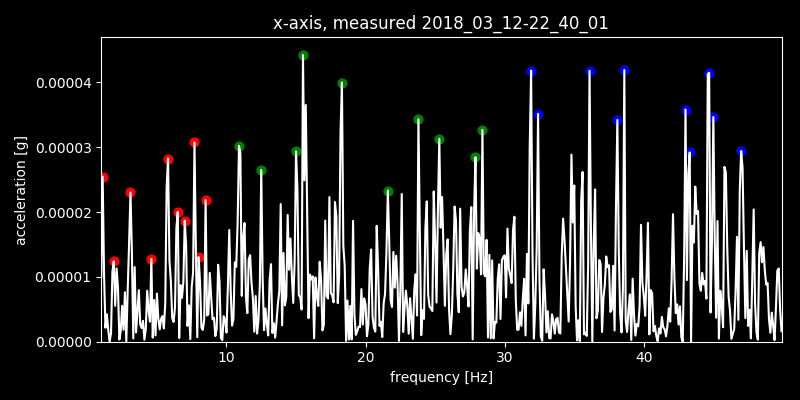 x-axis, measured 2018_03_12-22_40_01
acceleration [g]
0.00004
0.00003
0.00002
0.00001
0.00000
10 20 30 40
frequency [Hz]